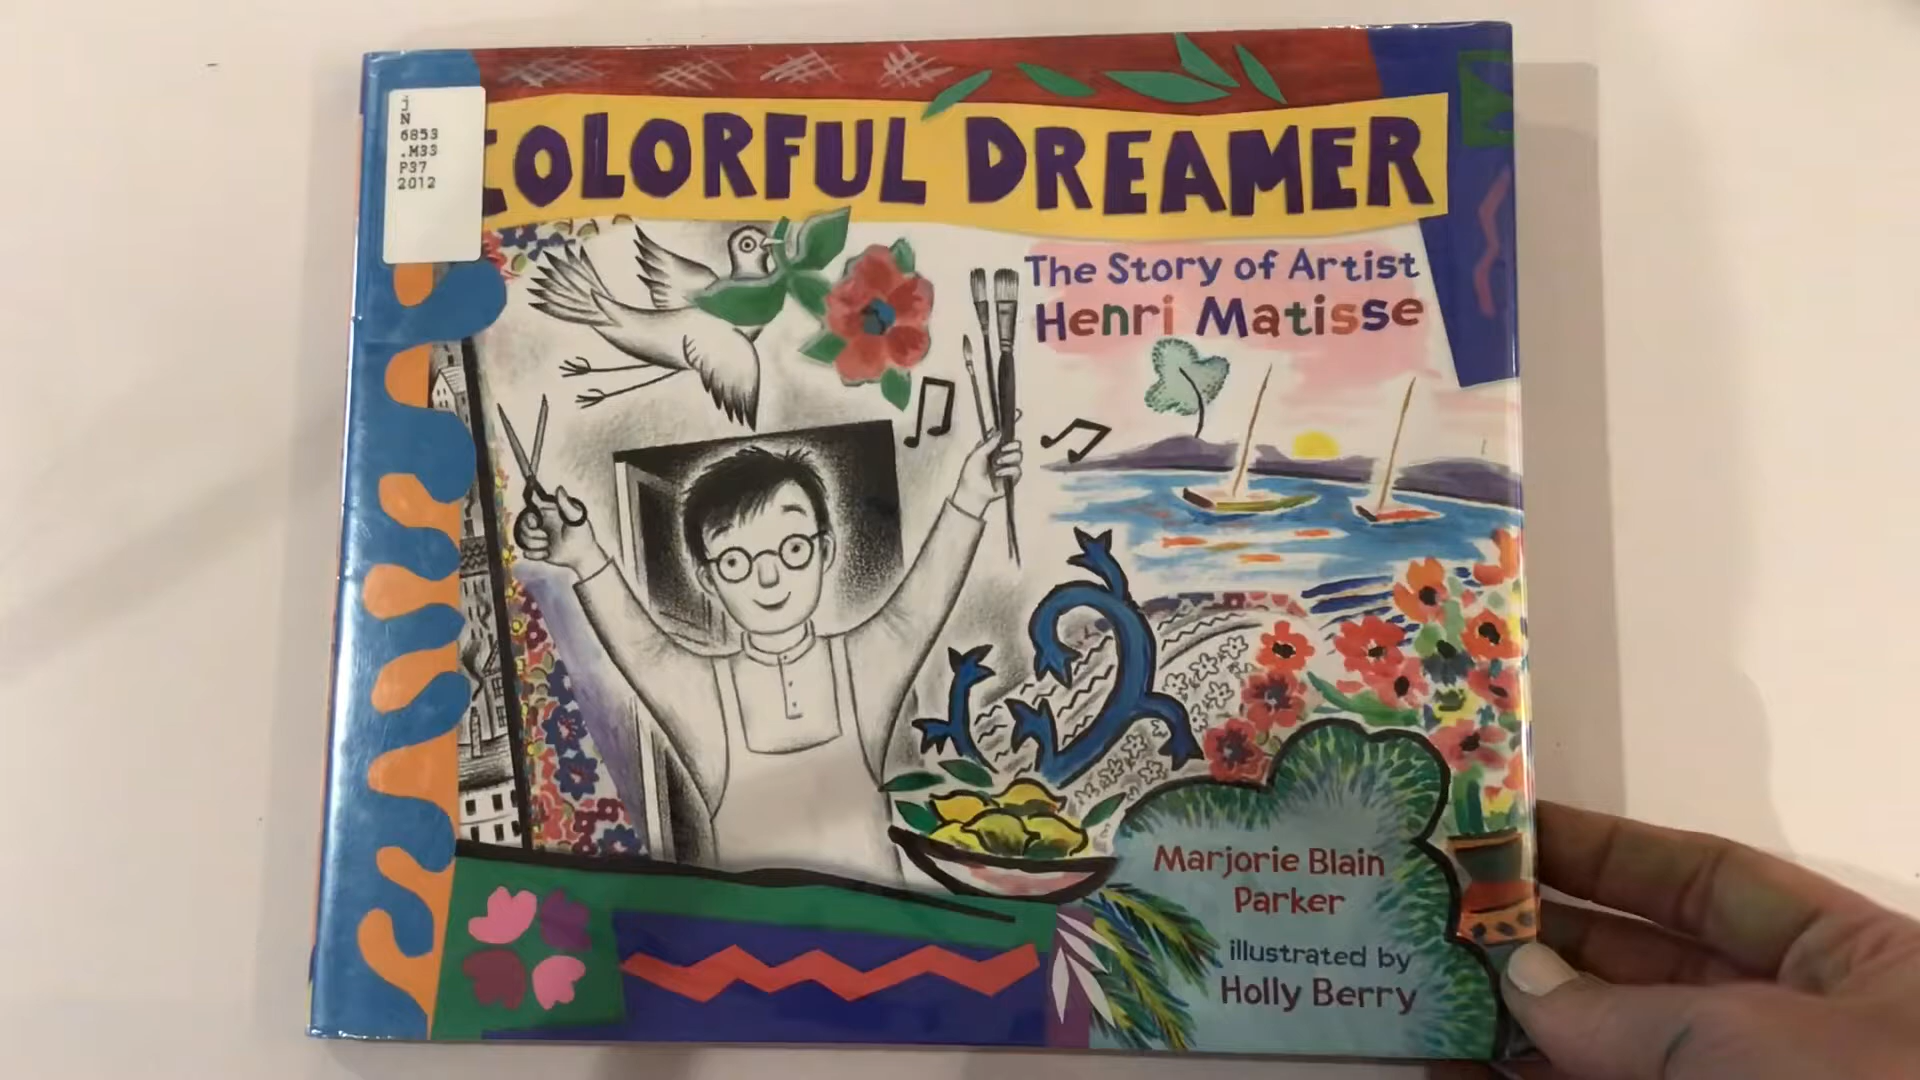 j
N
6853
.M33
P37
2012
COLORFUL DREAMER
The Story of Artist
Henri Matisse
Marjorie Blain
Parker
illustrated by
Holly Berry